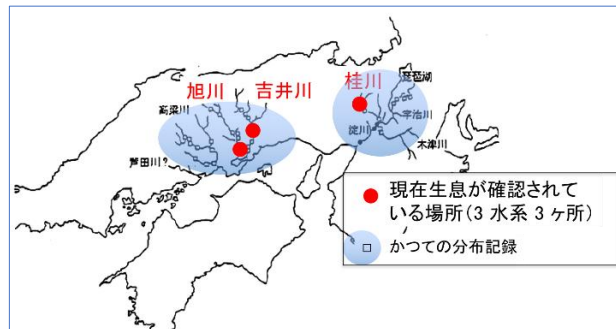 旭川 吉井川
桂川
琵琶湖
高梁川
宇治川
淀川
木津川
芦田川?
現在生息が確認されて
いる場所(3 水系 3 ヶ所)
かつての分布記録